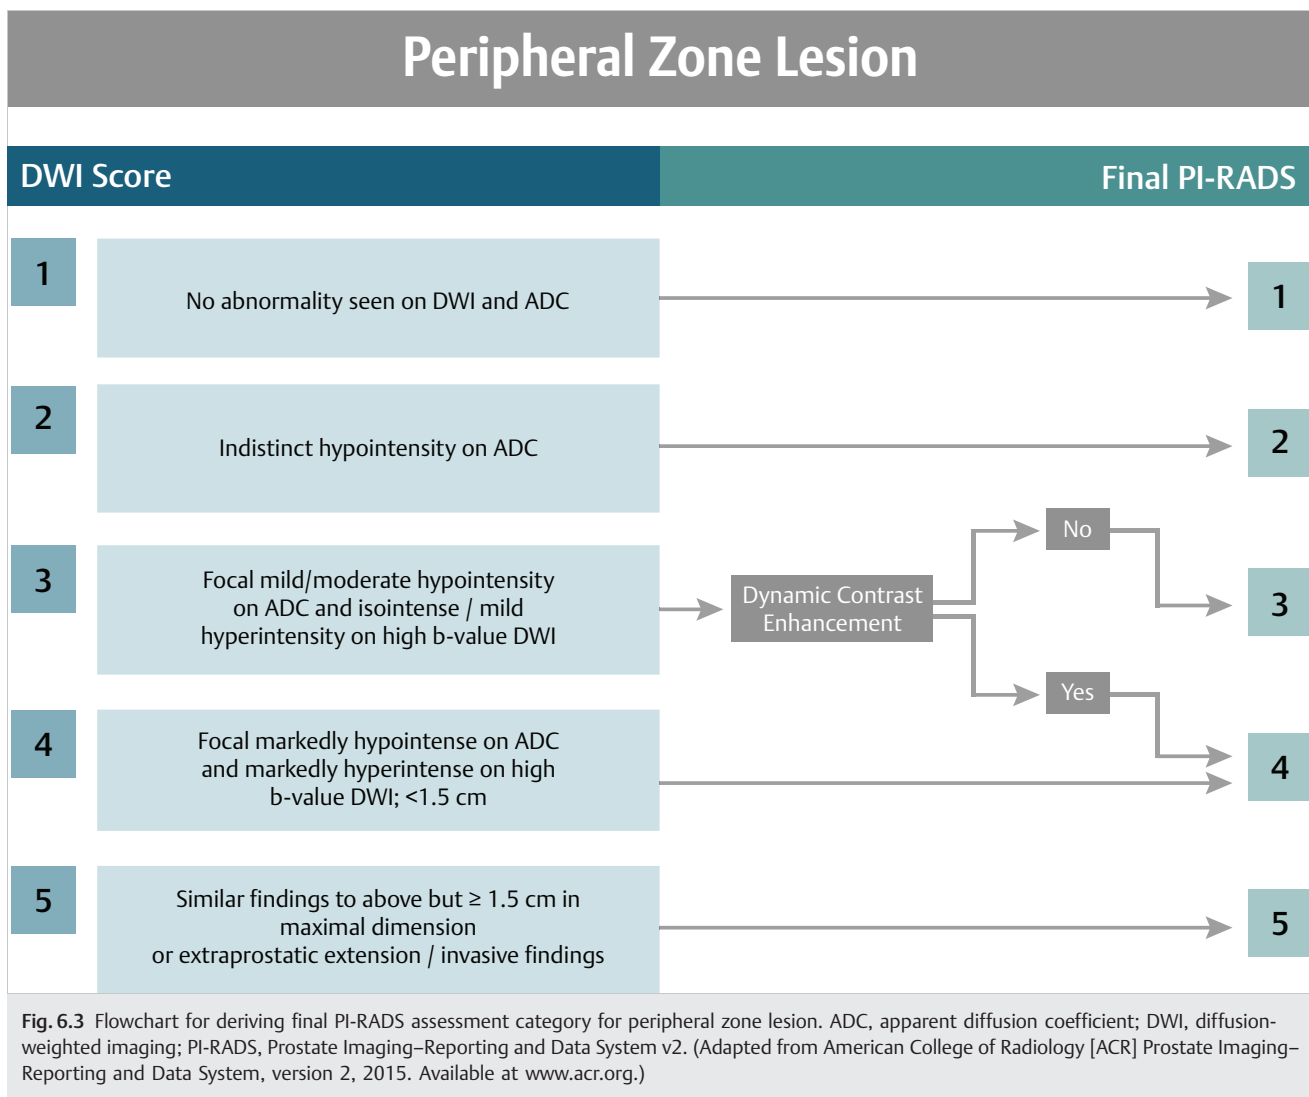 Peripheral Zone Lesion
DWI Score
Final PI-RADS
1
No abnormality seen on DWI and ADC
1
2
Indistinct hypointensity on ADC
2
3
Focal mild/moderate hypointensity
on ADC and isointense / mild
hyperintensity on high b-value DWI
Dynamic Contrast
Enhancement
No
Yes
3
4
Focal markedly hypointense on ADC
and markedly hyperintense on high
b-value DWI; <1.5 cm
4
5
Similar findings to above but ≥ 1.5 cm in
maximal dimension
or extraprostatic extension / invasive findings
5
Fig. 6.3 Flowchart for deriving final PI-RADS assessment category for peripheral zone lesion. ADC, apparent diffusion coefficient; DWI, diffusion-
weighted imaging; PI-RADS, Prostate Imaging–Reporting and Data System v2. (Adapted from American College of Radiology [ACR] Prostate Imaging–
Reporting and Data System, version 2, 2015. Available at www.acr.org.)